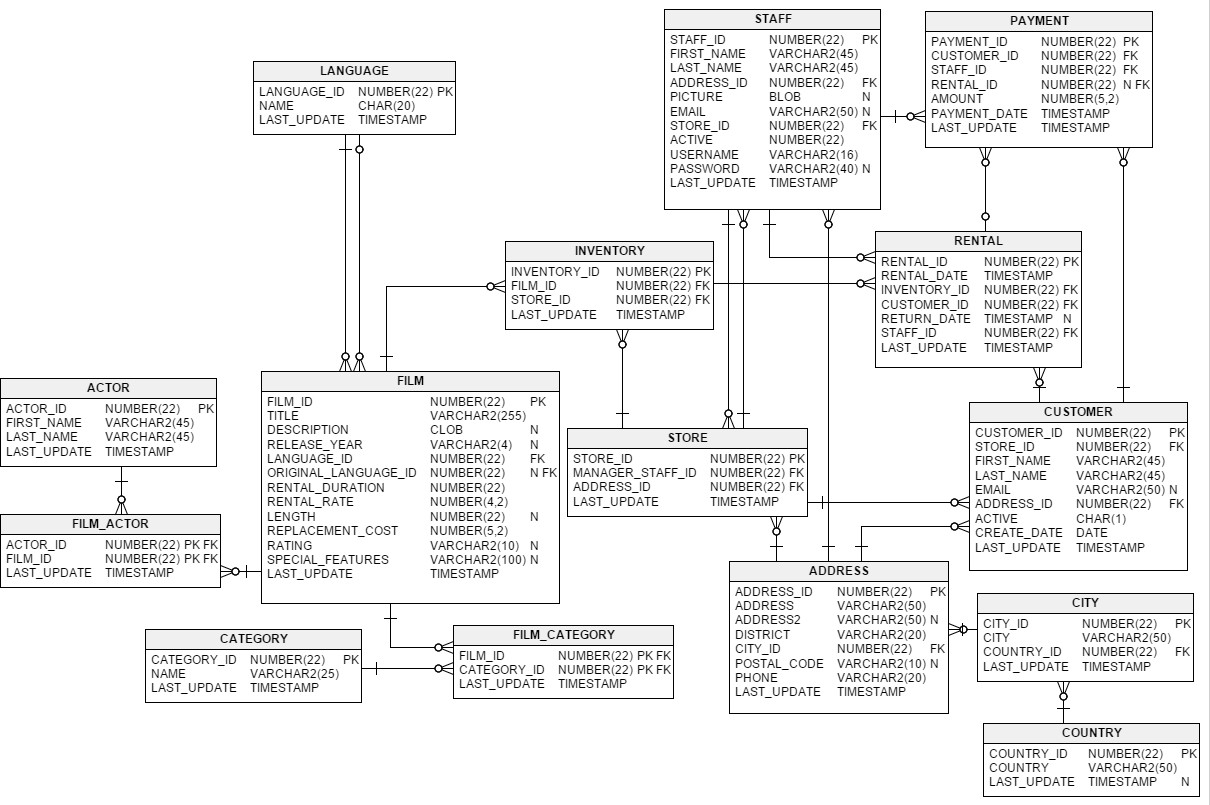 STAFF
STAFF_ID NUMBER(22) PK
FIRST_NAME VARCHAR2(45)
LAST_NAME VARCHAR2(45)
ADDRESS_ID NUMBER(22) FK
PICTURE BLOB N
EMAIL VARCHAR2(50) N
STORE_ID NUMBER(22) FK
ACTIVE NUMBER(22)
USERNAME VARCHAR2(16)
PASSWORD VARCHAR2(40) N
LAST_UPDATE TIMESTAMP
PAYMENT
PAYMENT_ID NUMBER(22) PK
CUSTOMER_ID NUMBER(22) FK
STAFF_ID NUMBER(22) FK
RENTAL_ID NUMBER(22) N FK
AMOUNT NUMBER(5,2)
PAYMENT_DATE TIMESTAMP
LAST_UPDATE TIMESTAMP
LANGUAGE
LANGUAGE_ID NUMBER(22) PK
NAME CHAR(20)
LAST_UPDATE TIMESTAMP
INVENTORY
INVENTORY_ID NUMBER(22) PK
FILM_ID NUMBER(22) FK
STORE_ID NUMBER(22) FK
LAST_UPDATE TIMESTAMP
RENTAL
RENTAL_ID NUMBER(22) PK
RENTAL_DATE TIMESTAMP
INVENTORY_ID NUMBER(22) FK
CUSTOMER_ID NUMBER(22) FK
RETURN_DATE TIMESTAMP N
STAFF_ID NUMBER(22) FK
LAST_UPDATE TIMESTAMP
ACTOR
ACTOR_ID NUMBER(22) PK
FIRST_NAME VARCHAR2(45)
LAST_NAME VARCHAR2(45)
LAST_UPDATE TIMESTAMP
FILM
FILM_ID NUMBER(22) PK
TITLE VARCHAR2(255)
DESCRIPTION CLOB N
RELEASE_YEAR VARCHAR2(4) N
LANGUAGE_ID NUMBER(22) FK
ORIGINAL_LANGUAGE_ID NUMBER(22) N FK
RENTAL_DURATION NUMBER(22)
RENTAL_RATE NUMBER(4,2)
LENGTH NUMBER(22) N
REPLACEMENT_COST NUMBER(5,2)
RATING VARCHAR2(10) N
SPECIAL_FEATURES VARCHAR2(100) N
LAST_UPDATE TIMESTAMP
STORE
STORE_ID NUMBER(22) PK
MANAGER_STAFF_ID NUMBER(22) FK
ADDRESS_ID NUMBER(22) FK
LAST_UPDATE TIMESTAMP
CUSTOMER
CUSTOMER_ID NUMBER(22) PK
STORE_ID NUMBER(22) FK
FIRST_NAME VARCHAR2(45)
LAST_NAME VARCHAR2(45)
EMAIL VARCHAR2(50) N
ADDRESS_ID NUMBER(22) FK
ACTIVE CHAR(1)
CREATE_DATE DATE
LAST_UPDATE TIMESTAMP
FILM_ACTOR
ACTOR_ID NUMBER(22) PK FK
FILM_ID NUMBER(22) PK FK
LAST_UPDATE TIMESTAMP
ADDRESS
ADDRESS_ID NUMBER(22) PK
ADDRESS VARCHAR2(50)
ADDRESS2 VARCHAR2(50) N
DISTRICT VARCHAR2(20)
CITY_ID NUMBER(22) FK
POSTAL_CODE VARCHAR2(10) N
PHONE VARCHAR2(20)
LAST_UPDATE TIMESTAMP
CITY
CITY_ID NUMBER(22) PK
CITY VARCHAR2(50)
COUNTRY_ID NUMBER(22) FK
LAST_UPDATE TIMESTAMP
CATEGORY
CATEGORY_ID NUMBER(22) PK
NAME VARCHAR2(25)
LAST_UPDATE TIMESTAMP
FILM_CATEGORY
FILM_ID NUMBER(22) PK FK
CATEGORY_ID NUMBER(22) PK FK
LAST_UPDATE TIMESTAMP
COUNTRY
COUNTRY_ID NUMBER(22) PK
COUNTRY VARCHAR2(50)
LAST_UPDATE TIMESTAMP N